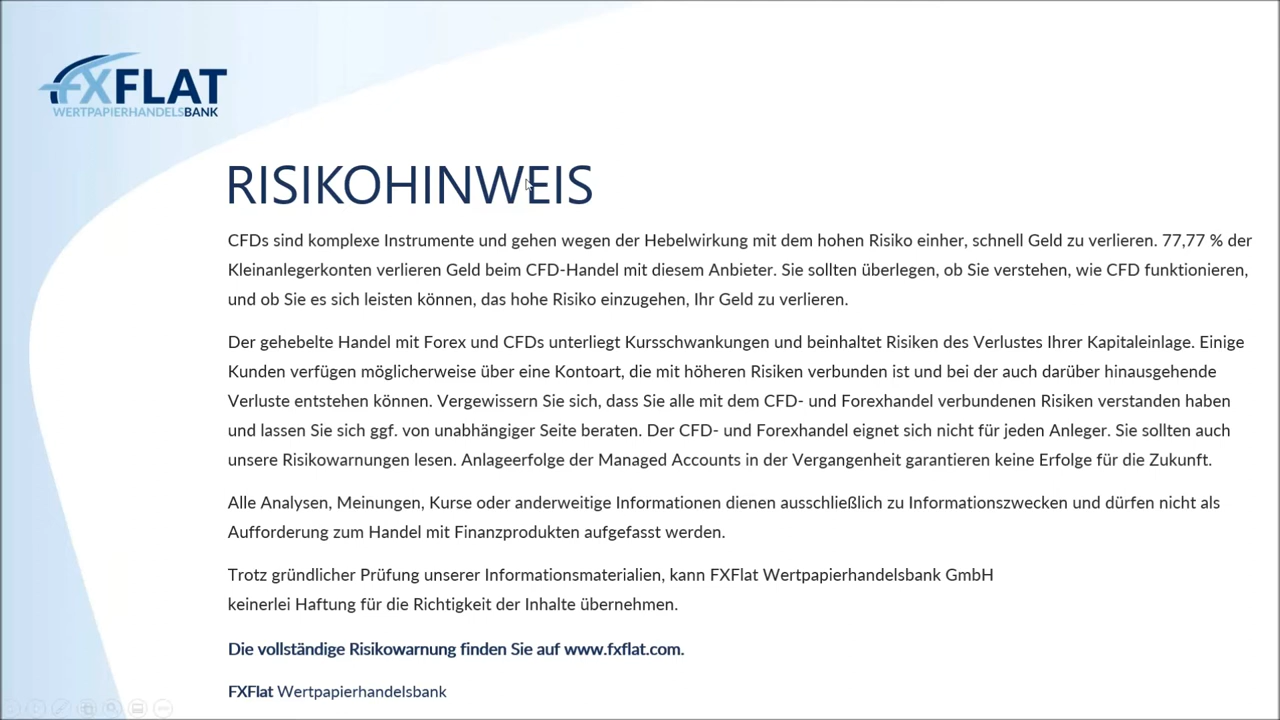 FXFLAT
WERTPAPIERHANDELSBANK
RISIKOHINWEIS
CFDs sind komplexe Instrumente und gehen wegen der Hebelwirkung mit dem hohen Risiko einher, schnell Geld zu verlieren. 77,77 % der
Kleinanlegerkonten verlieren Geld beim CFD-Handel mit diesem Anbieter. Sie sollten überlegen, ob Sie verstehen, wie CFD funktionieren,
und ob Sie es sich leisten können, das hohe Risiko einzugehen, Ihr Geld zu verlieren.
Der gehebelte Handel mit Forex und CFDs unterliegt Kursschwankungen und beinhaltet Risiken des Verlustes Ihrer Kapitaleinlage. Einige
Kunden verfügen möglicherweise über eine Kontoart, die mit höheren Risiken verbunden ist und bei der auch darüber hinausgehende
Verluste entstehen können. Vergewissern Sie sich, dass Sie alle mit dem CFD- und Forexhandel verbundenen Risiken verstanden haben
und lassen Sie sich ggf. von unabhängiger Seite beraten. Der CFD- und Forexhandel eignet sich nicht für jeden Anleger. Sie sollten auch
unsere Risikowarnungen lesen. Anlageerfolge der Managed Accounts in der Vergangenheit garantieren keine Erfolge für die Zukunft.
Alle Analysen, Meinungen, Kurse oder anderweitige Informationen dienen ausschließlich zu Informationszwecken und dürfen nicht als
Aufforderung zum Handel mit Finanzprodukten aufgefasst werden.
Trotz gründlicher Prüfung unserer Informationsmaterialien, kann FXFlat Wertpapierhandelsbank GmbH
keinerlei Haftung für die Richtigkeit der Inhalte übernehmen.
Die vollständige Risikowarnung finden Sie auf www.fxflat.com.
FXFlat Wertpapierhandelsbank